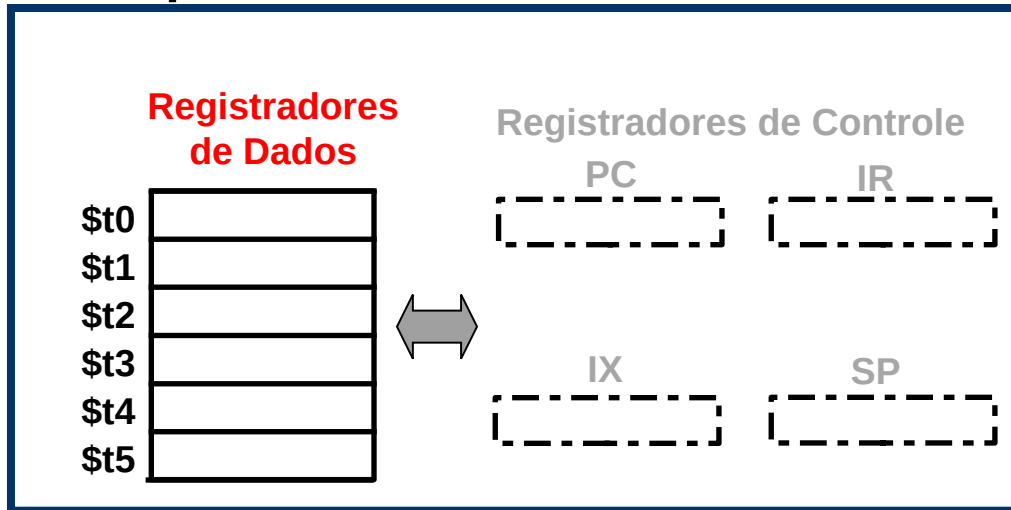 Registradores
de Dados
$t0
$t1
$t2
$t3
$t4
$t5
Registradores de Controle
PC
IR
IX
SP